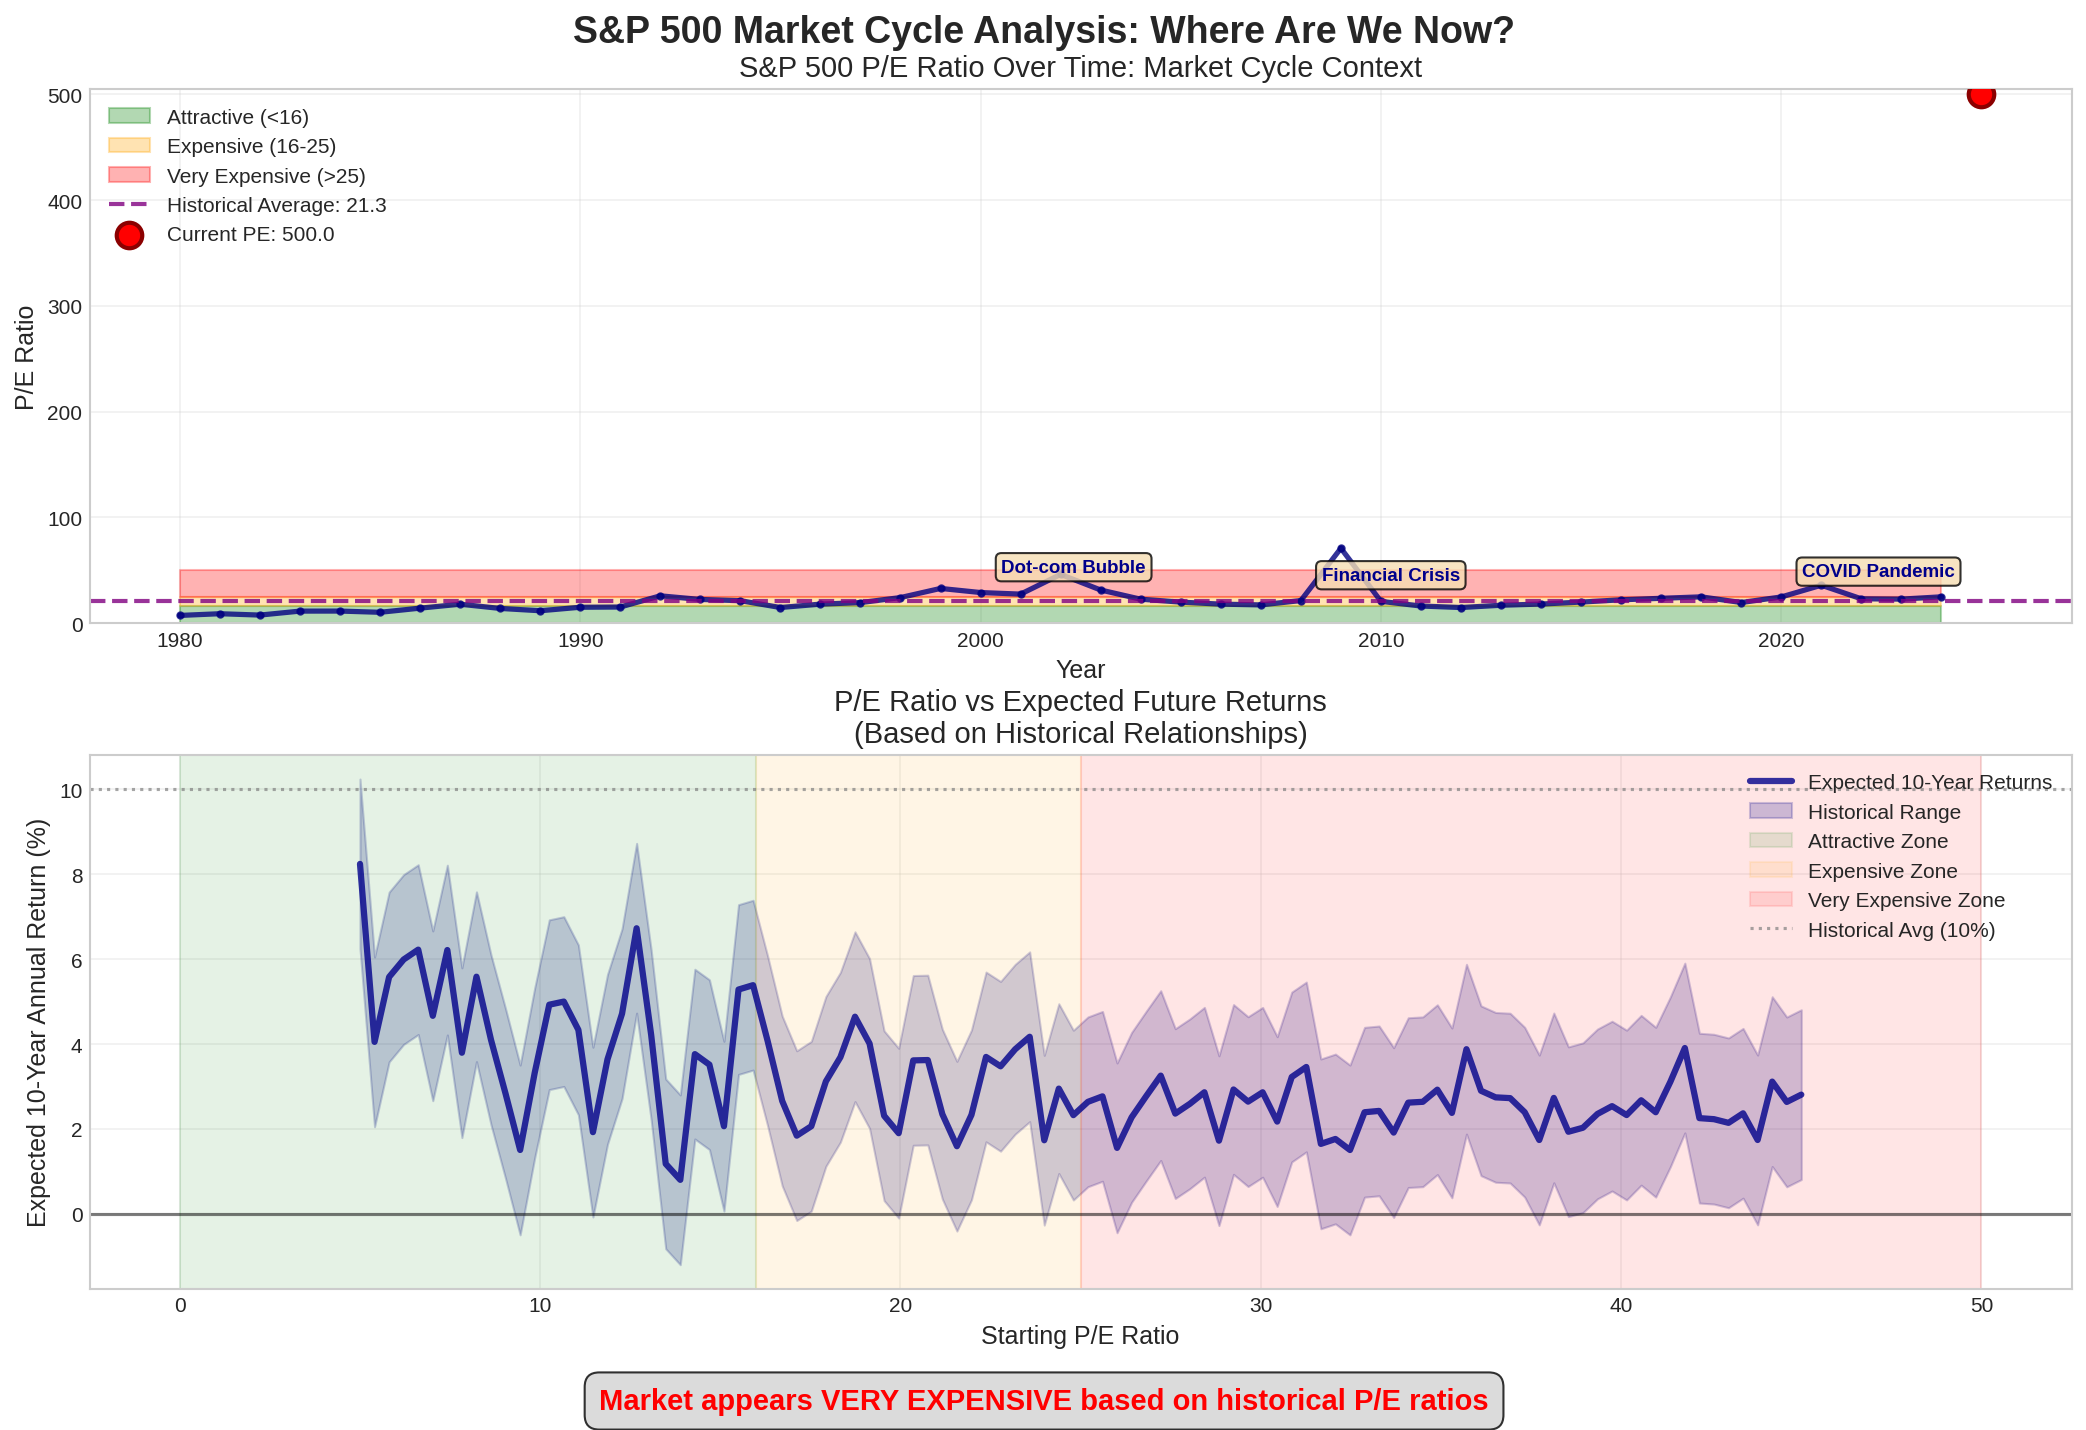 S&P 500 Market Cycle Analysis: Where Are We Now?
S&P 500 P/E Ratio Over Time: Market Cycle Context
P/E Ratio
500
400
300
200
100
0
Attractive (<16)
Expensive (16-25)
Very Expensive (>25)
Historical Average: 21.3
Current PE: 500.0
Dot-com Bubble
Financial Crisis
COVID Pandemic
1980
1990
2000
2010
2020
Year
P/E Ratio vs Expected Future Returns
(Based on Historical Relationships)
Expected 10-Year Annual Return (%)
10
8
6
4
2
0
Expected 10-Year Returns
Historical Range
Attractive Zone
Expensive Zone
Very Expensive Zone
Historical Avg (10%)
0
10
20
30
40
50
Starting P/E Ratio
Market appears VERY EXPENSIVE based on historical P/E ratios